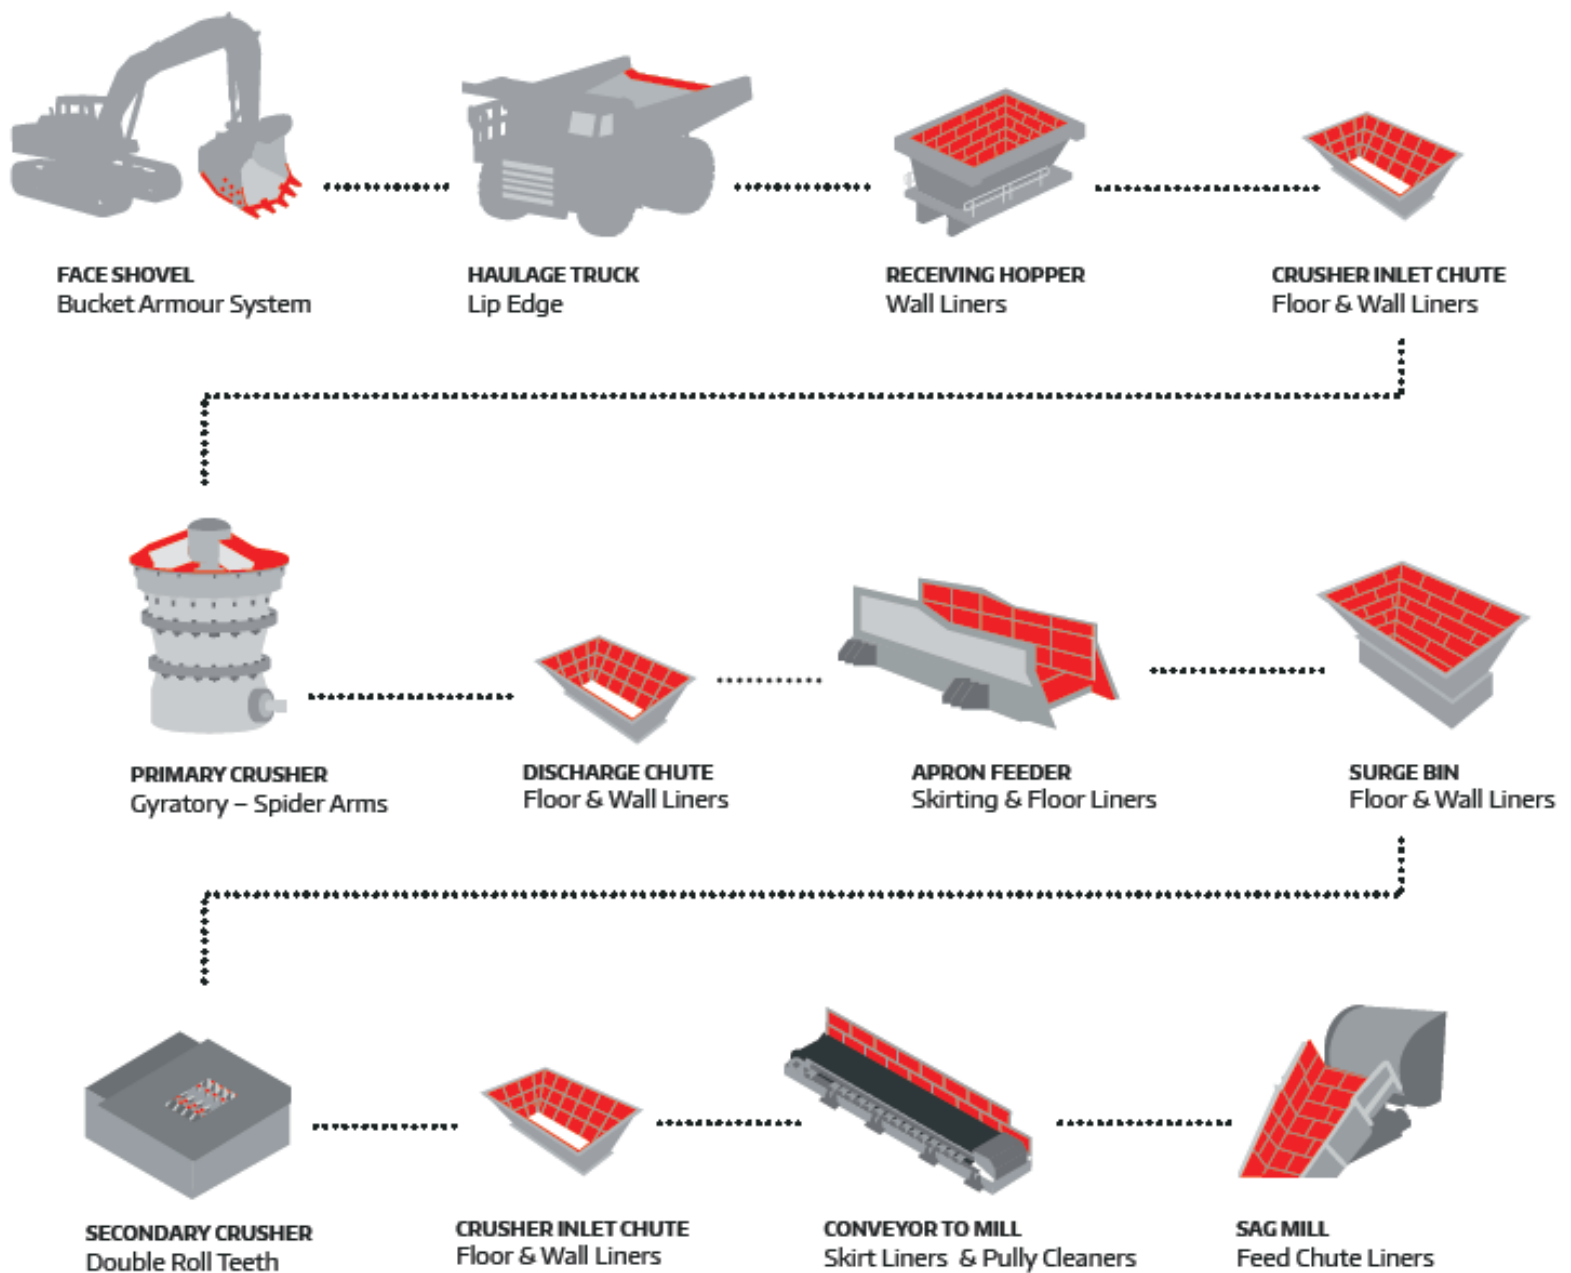 FACE SHOVEL
Bucket Armour System
HAULAGE TRUCK
Lip Edge
RECEIVING HOPPER
Wall Liners
CRUSHER INLET CHUTE
Floor & Wall Liners
PRIMARY CRUSHER
Gyratory – Spider Arms
DISCHARGE CHUTE
Floor & Wall Liners
APRON FEEDER
Skirting & Floor Liners
SURGE BIN
Floor & Wall Liners
SECONDARY CRUSHER
Double Roll Teeth
CRUSHER INLET CHUTE
Floor & Wall Liners
CONVEYOR TO MILL
Skirt Liners & Pully Cleaners
SAG MILL
Feed Chute Liners